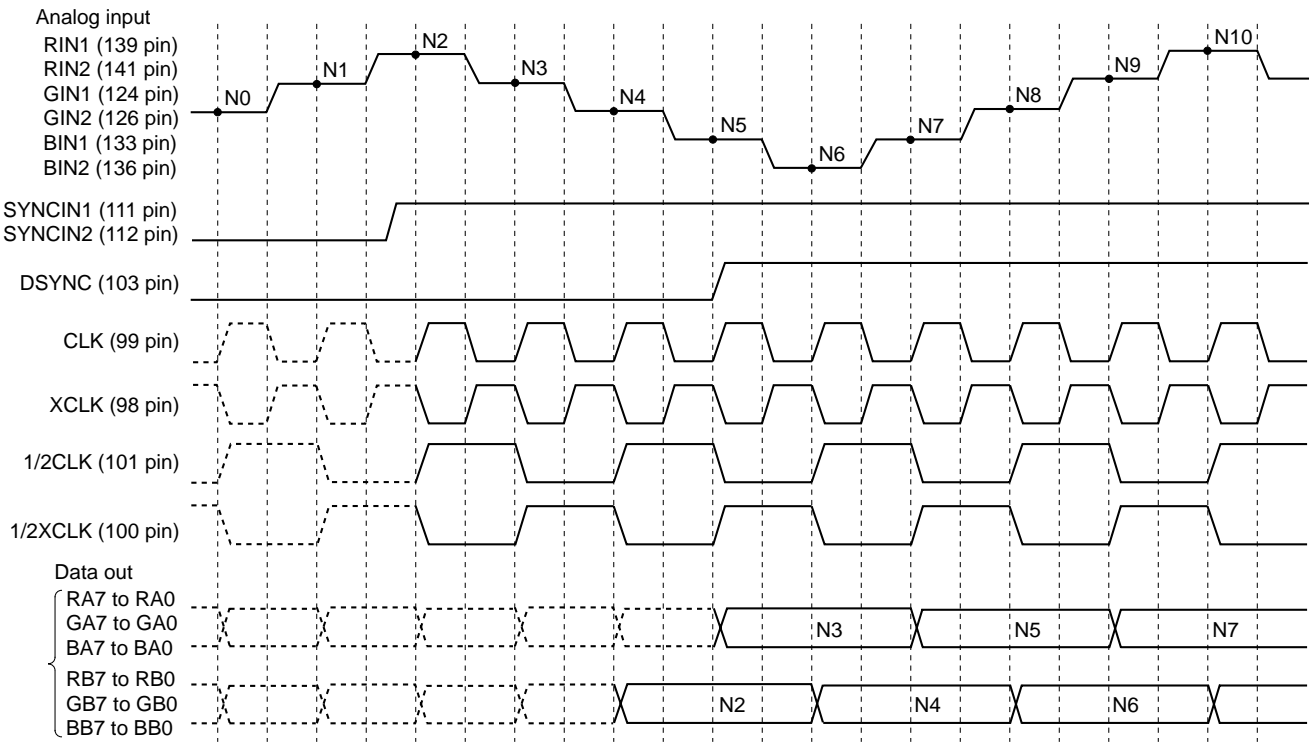 Analog input
RIN1 (139 pin)
RIN2 (141 pin)
GIN1 (124 pin)
GIN2 (126 pin)
BIN1 (133 pin)
BIN2 (136 pin)
N0
N1
N2
N3
N4
N5
N6
N7
N8
N9
N10
SYNCIN1 (111 pin)
SYNCIN2 (112 pin)
DSYNC (103 pin)
CLK (99 pin)
XCLK (98 pin)
1/2CLK (101 pin)
1/2XCLK (100 pin)
Data out
RA7 to RA0
GA7 to GA0
BA7 to BA0
N3
N5
N7
RB7 to RB0
GB7 to GB0
BB7 to BB0
N2
N4
N6